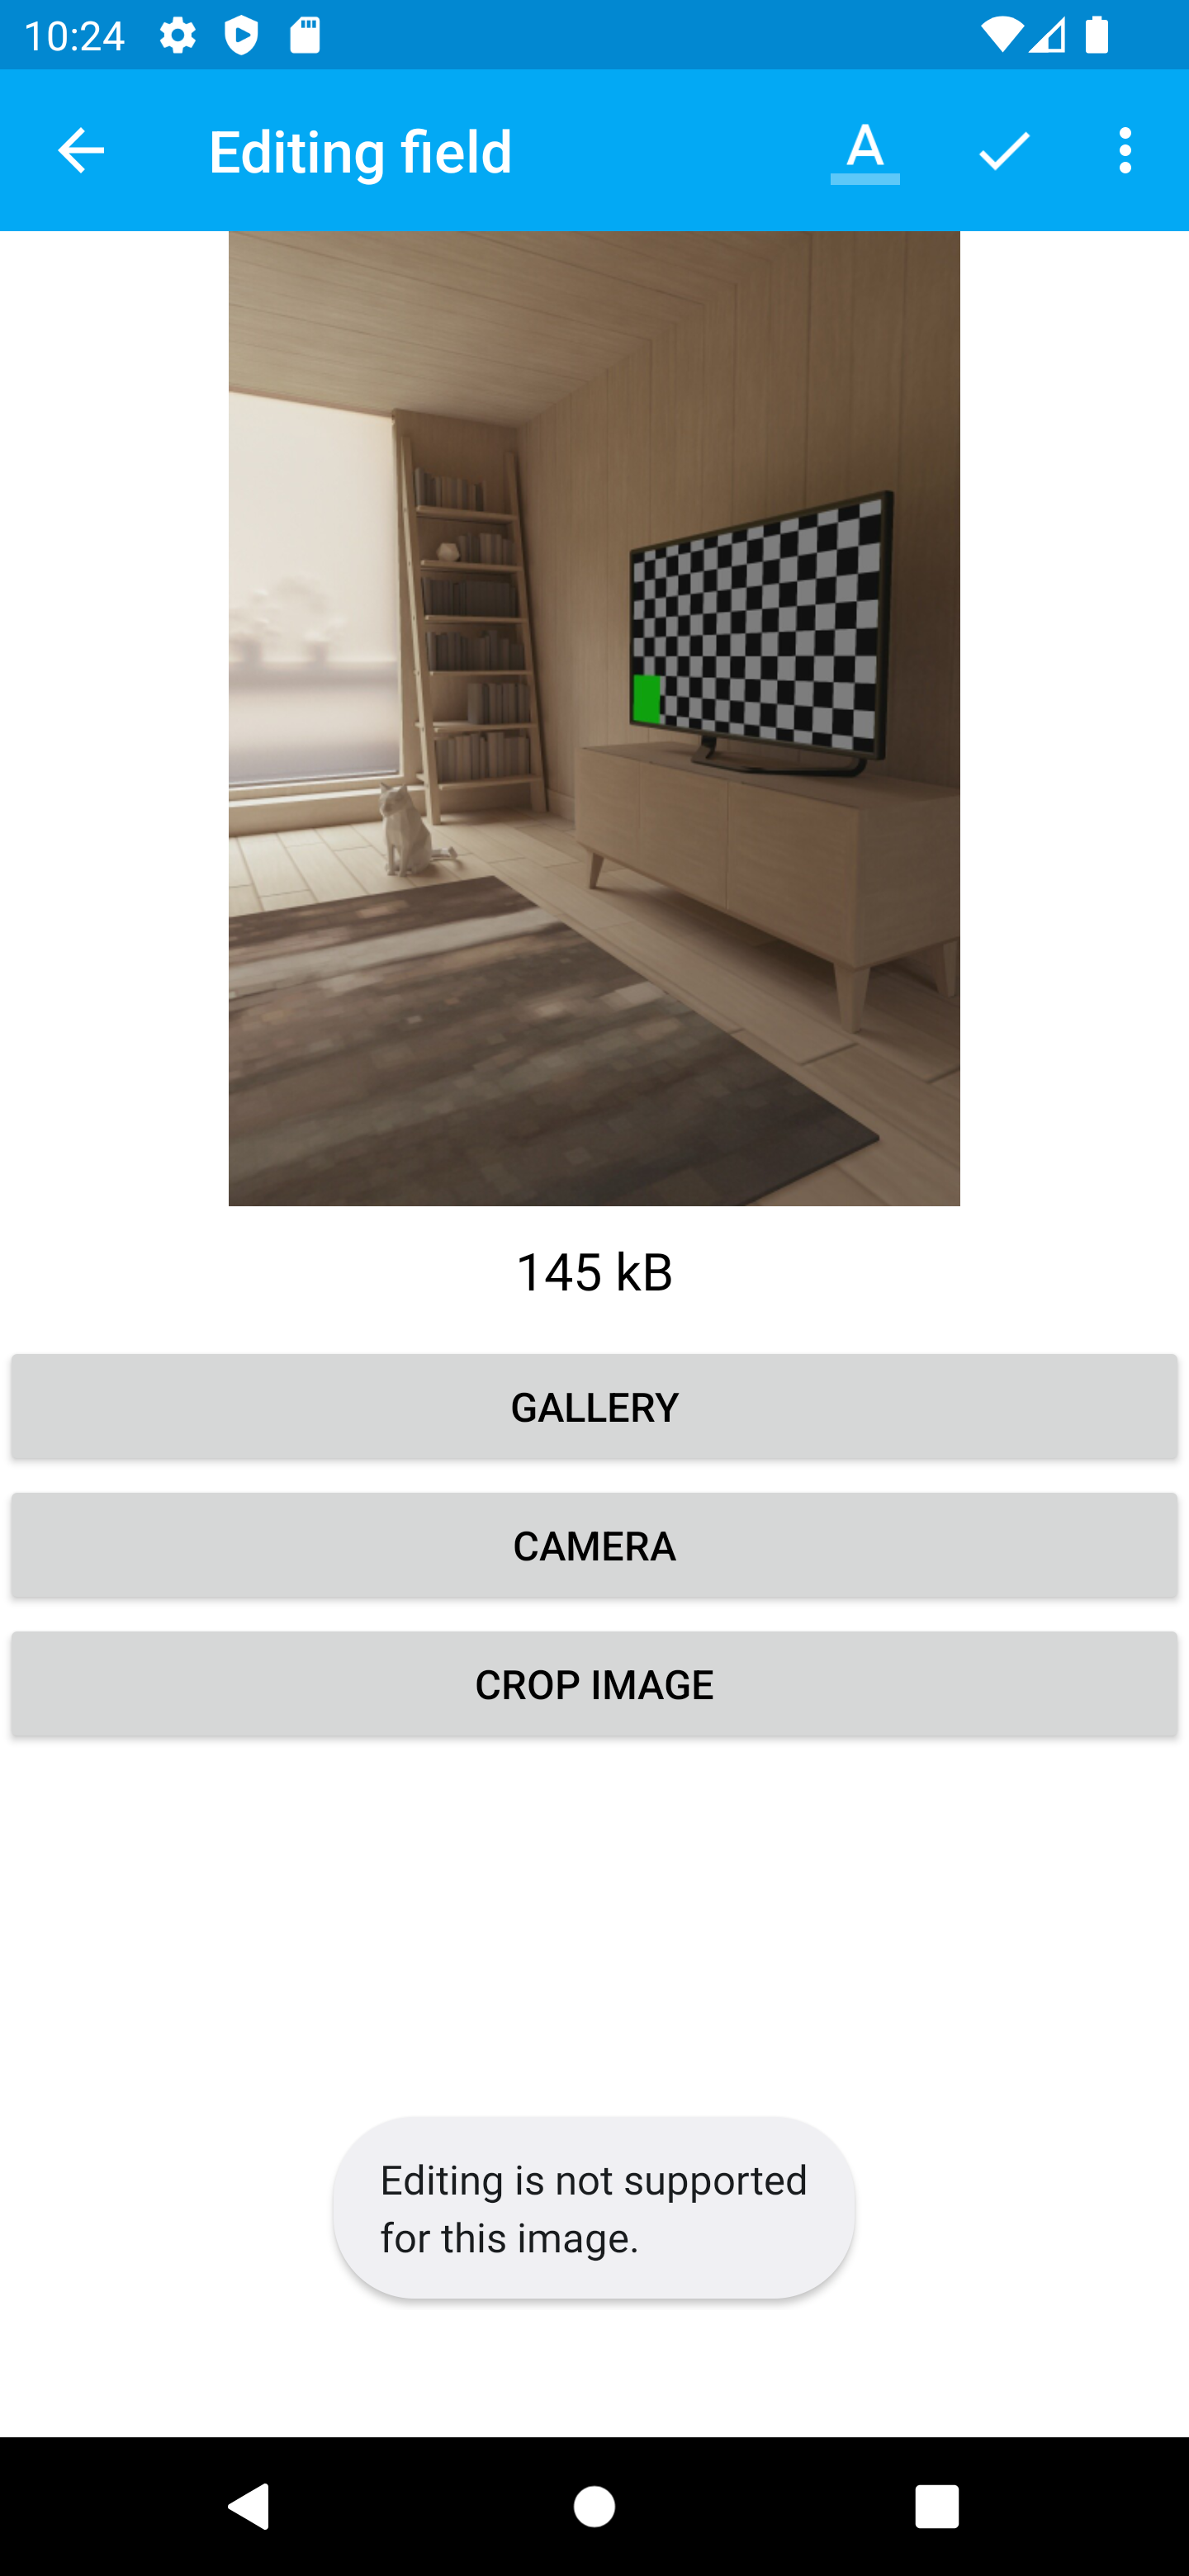 10:24
Editing field
A
145 kB
GALLERY
CAMERA
CROP IMAGE
Editing is not supported
for this image.